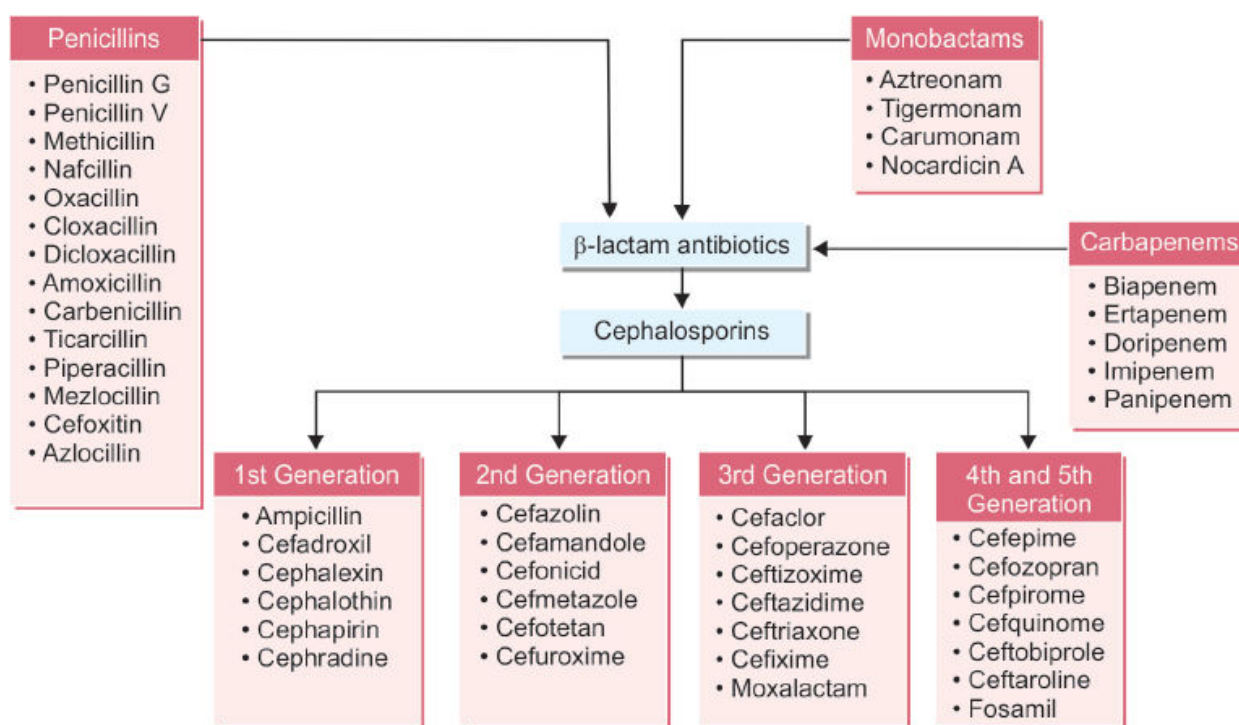 Penicillins
• Penicillin G
• Penicillin V
• Methicillin
• Nafcillin
• Oxacillin
• Cloxacillin
• Dicloxacillin
• Amoxicillin
• Carbenicillin
• Ticarcillin
• Piperacillin
• Mezlocillin
• Cefoxitin
• Azlocillin
Monobactams
• Aztreonam
• Tigermonam
• Carumonam
• Nocardicin A
β-lactam antibiotics
Carbapenems
• Biapenem
• Ertapenem
• Doripenem
• Imipenem
• Panipenem
Cephalosporins
1st Generation
• Ampicillin
• Cefadroxil
• Cephalexin
• Cephalothin
• Cephapirin
• Cephradine
2nd Generation
• Cefazolin
• Cefamandole
• Cefonicid
• Cefmetazole
• Cefotetan
• Cefuroxime
3rd Generation
• Cefaclor
• Cefoperazone
• Ceftizoxime
• Ceftazidime
• Ceftriaxone
• Cefixime
• Moxalactam
4th and 5th
Generation
• Cefepime
• Cefozopran
• Cefpirome
• Cefquinome
• Ceftobiprole
• Ceftaroline
• Fosamil